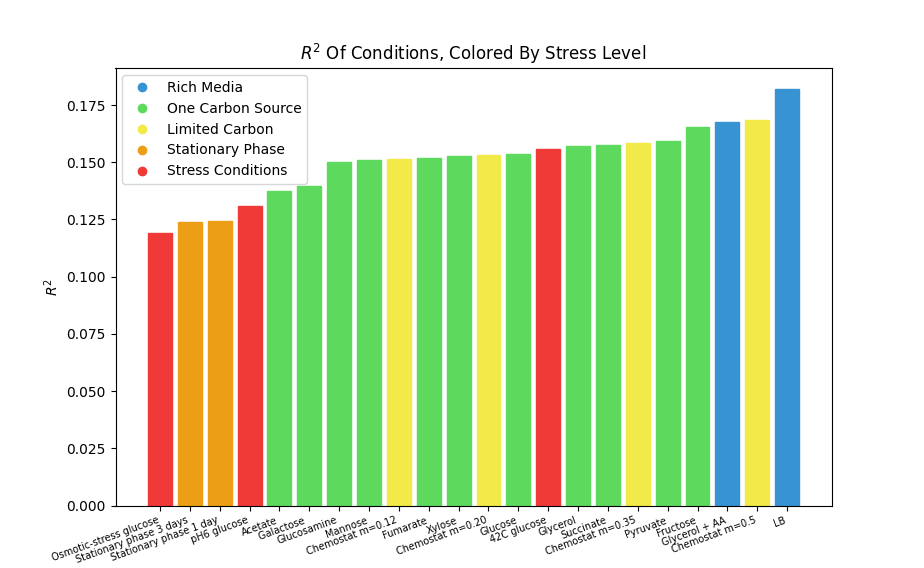 R² Of Conditions, Colored By Stress Level
Rich Media
One Carbon Source
Limited Carbon
Stationary Phase
Stress Conditions
0.175
0.150
0.125
0.100
0.075
0.050
0.025
0.000
R²
Osmotic-stress glucose
Stationary phase 3 days
Stationary phase 1 day
pH6 glucose
Acetate
Galactose
Glucosamine
Mannose
Chemostat m=0.12
Fumarate
Xylose
Chemostat m=0.20
Glucose
42C glucose
Glycerol
Succinate
Chemostat m=0.35
Pyruvate
Fructose
Glycerol + AA
Chemostat m=0.5
LB